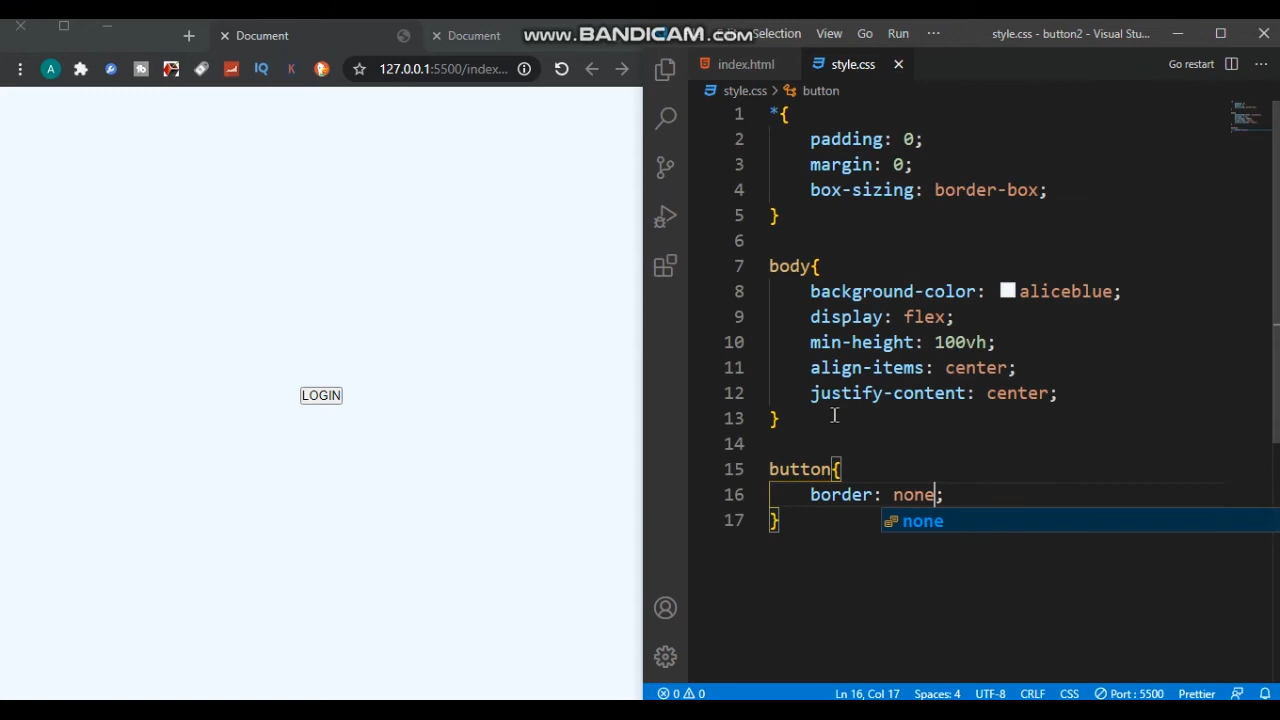 Document
Document
www.BANDICAM.com
Selection
View
Go
Run
···
style.css - button2 - Visual Stu...
A
IQ
K
127.0.0.1:5500/index...
index.html
style.css
Go restart
style.css > button
1 *{
2 padding: 0;
3 margin: 0;
4 box-sizing: border-box;
5 }
6
7 body{
8 background-color: aliceblue;
9 display: flex;
10 min-height: 100vh;
11 align-items: center;
12 justify-content: center;
13 }
14
15 button{
16 border: none;
17 }
none
LOGIN
0 0
Ln 16, Col 17
Spaces: 4
UTF-8
CRLF
CSS
Port : 5500
Prettier